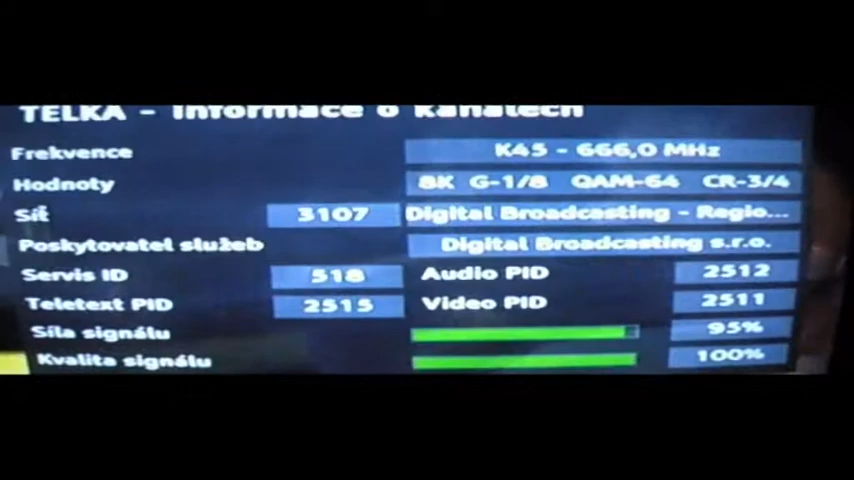 TELKA - Informace o kanálech
Frekvence K45 - 666,0 MHz
Hodnoty 8K G-1/8 QAM-64 CR-3/4
Síť 3107 Digital Broadcasting - Regio...
Poskytovatel služeb Digital Broadcasting s.r.o.
Servis ID 518 Audio PID 2512
Teletext PID 2515 Video PID 2511
Síla signálu 95%
Kvalita signálu 100%